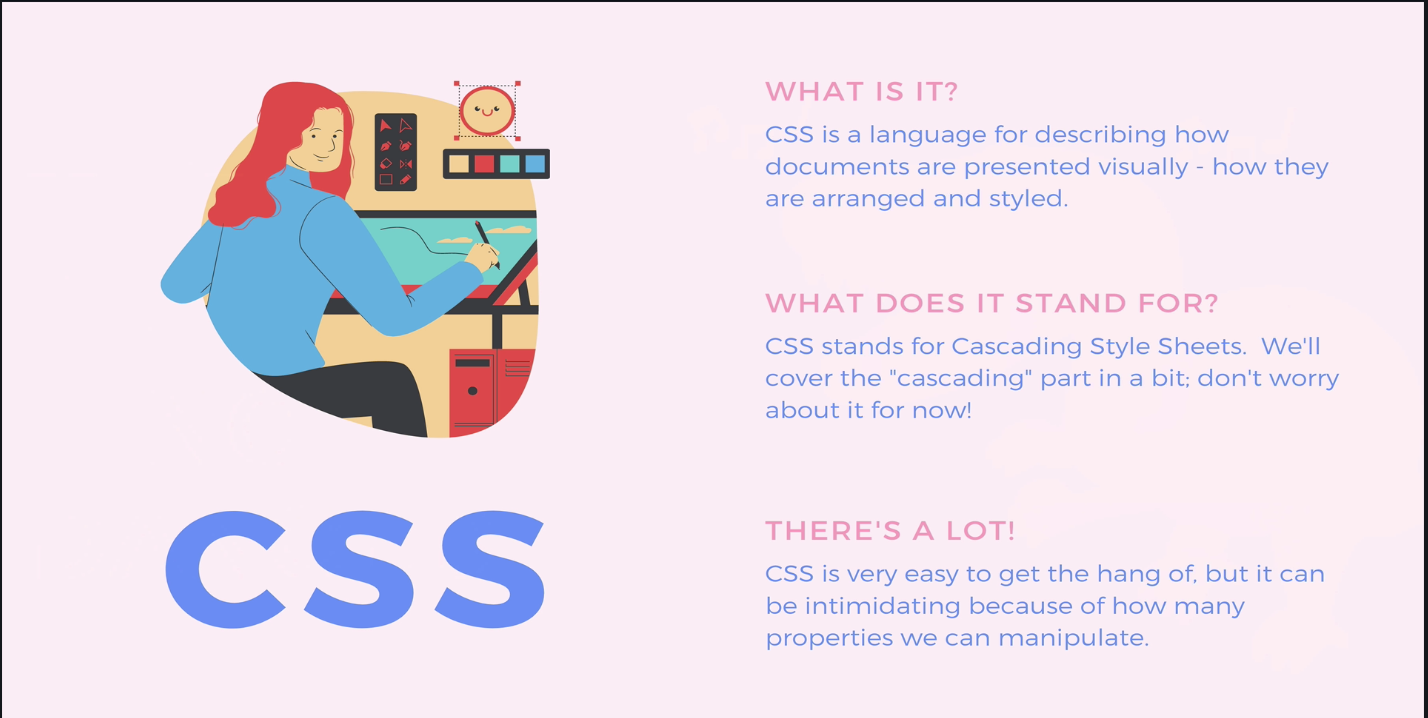 CSS
WHAT IS IT?
CSS is a language for describing how
documents are presented visually - how they
are arranged and styled.
WHAT DOES IT STAND FOR?
CSS stands for Cascading Style Sheets.  We'll
cover the "cascading" part in a bit; don't worry
about it for now!
THERE'S A LOT!
CSS is very easy to get the hang of, but it can
be intimidating because of how many
properties we can manipulate.